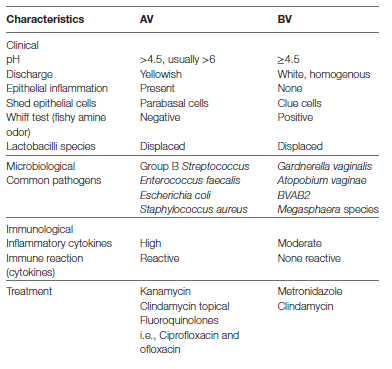 Characteristics AV BV
Clinical
pH >4.5, usually >6 ≥4.5
Discharge Yellowish White, homogenous
Epithelial inflammation Present None
Shed epithelial cells Parabasal cells Clue cells
Whiff test (fishy amine Negative Positive
odor)
Lactobacilli species Displaced Displaced
Microbiological Group B Streptococcus Gardnerella vaginalis
Common pathogens Enterococcus faecalis Atopobium vaginae
Escherichia coli BVAB2
Staphylococcus aureus Megasphaera species
Immunological
Inflammatory cytokines High Moderate
Immune reaction Reactive None reactive
(cytokines)
Treatment Kanamycin Metronidazole
Clindamycin topical Clindamycin
Fluoroquinolones
i.e., Ciprofloxacin and
ofloxacin